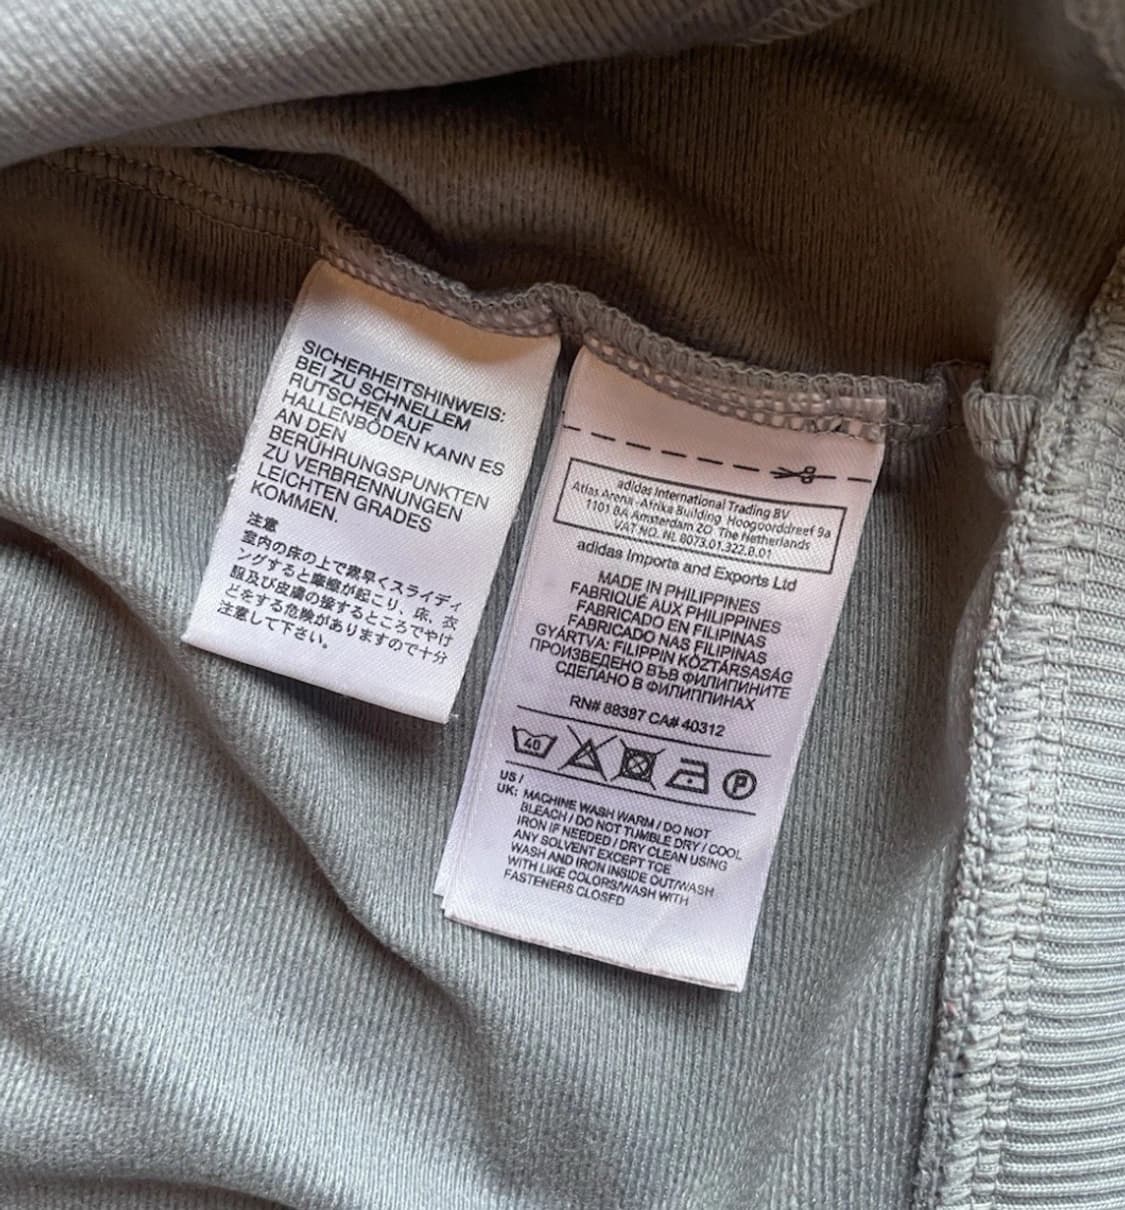 SICHERHEITSHINWEIS:
BEI ZU SCHNELLEM
RUTSCHEN AUF
HALLENBÖDEN KANN ES
AN DEN
BERÜHRUNGSPUNKTEN
ZU VERBRENNUNGEN
LEICHTEN GRADES
KOMMEN.
注意
室内の床の上で素早くスライディ
ングすると摩擦が起こり、床、衣
服及び皮膚の接するところでやけ
どをする危険がありますので十分
注意して下さい。
adidas International Trading BV
Atlas Arena -Afrika Building Hoogoorddreef 9a
1101 BA Amsterdam ZO The Netherlands
VAT NO. NL 8073.01.322.B.01
adidas Imports and Exports Ltd
MADE IN PHILIPPINES
FABRIQUÉ AUX PHILIPPINES
FABRICADO EN FILIPINAS
FABRICADO NAS FILIPINAS
GYÁRTVA: FILIPPIN KÖZTÁRSASÁG
ПРОИЗВЕДЕНО ВЪВ ФИЛИПИНИТЕ
СДЕЛАНО В ФИЛИППИНАХ
RN# 88387 CA# 40312
40 P
US /
UK: MACHINE WASH WARM / DO NOT
BLEACH / DO NOT TUMBLE DRY / COOL
IRON IF NEEDED / DRY CLEAN USING
ANY SOLVENT EXCEPT TCE
WASH AND IRON INSIDE OUT/WASH
WITH LIKE COLORS/WASH WITH
FASTENERS CLOSED